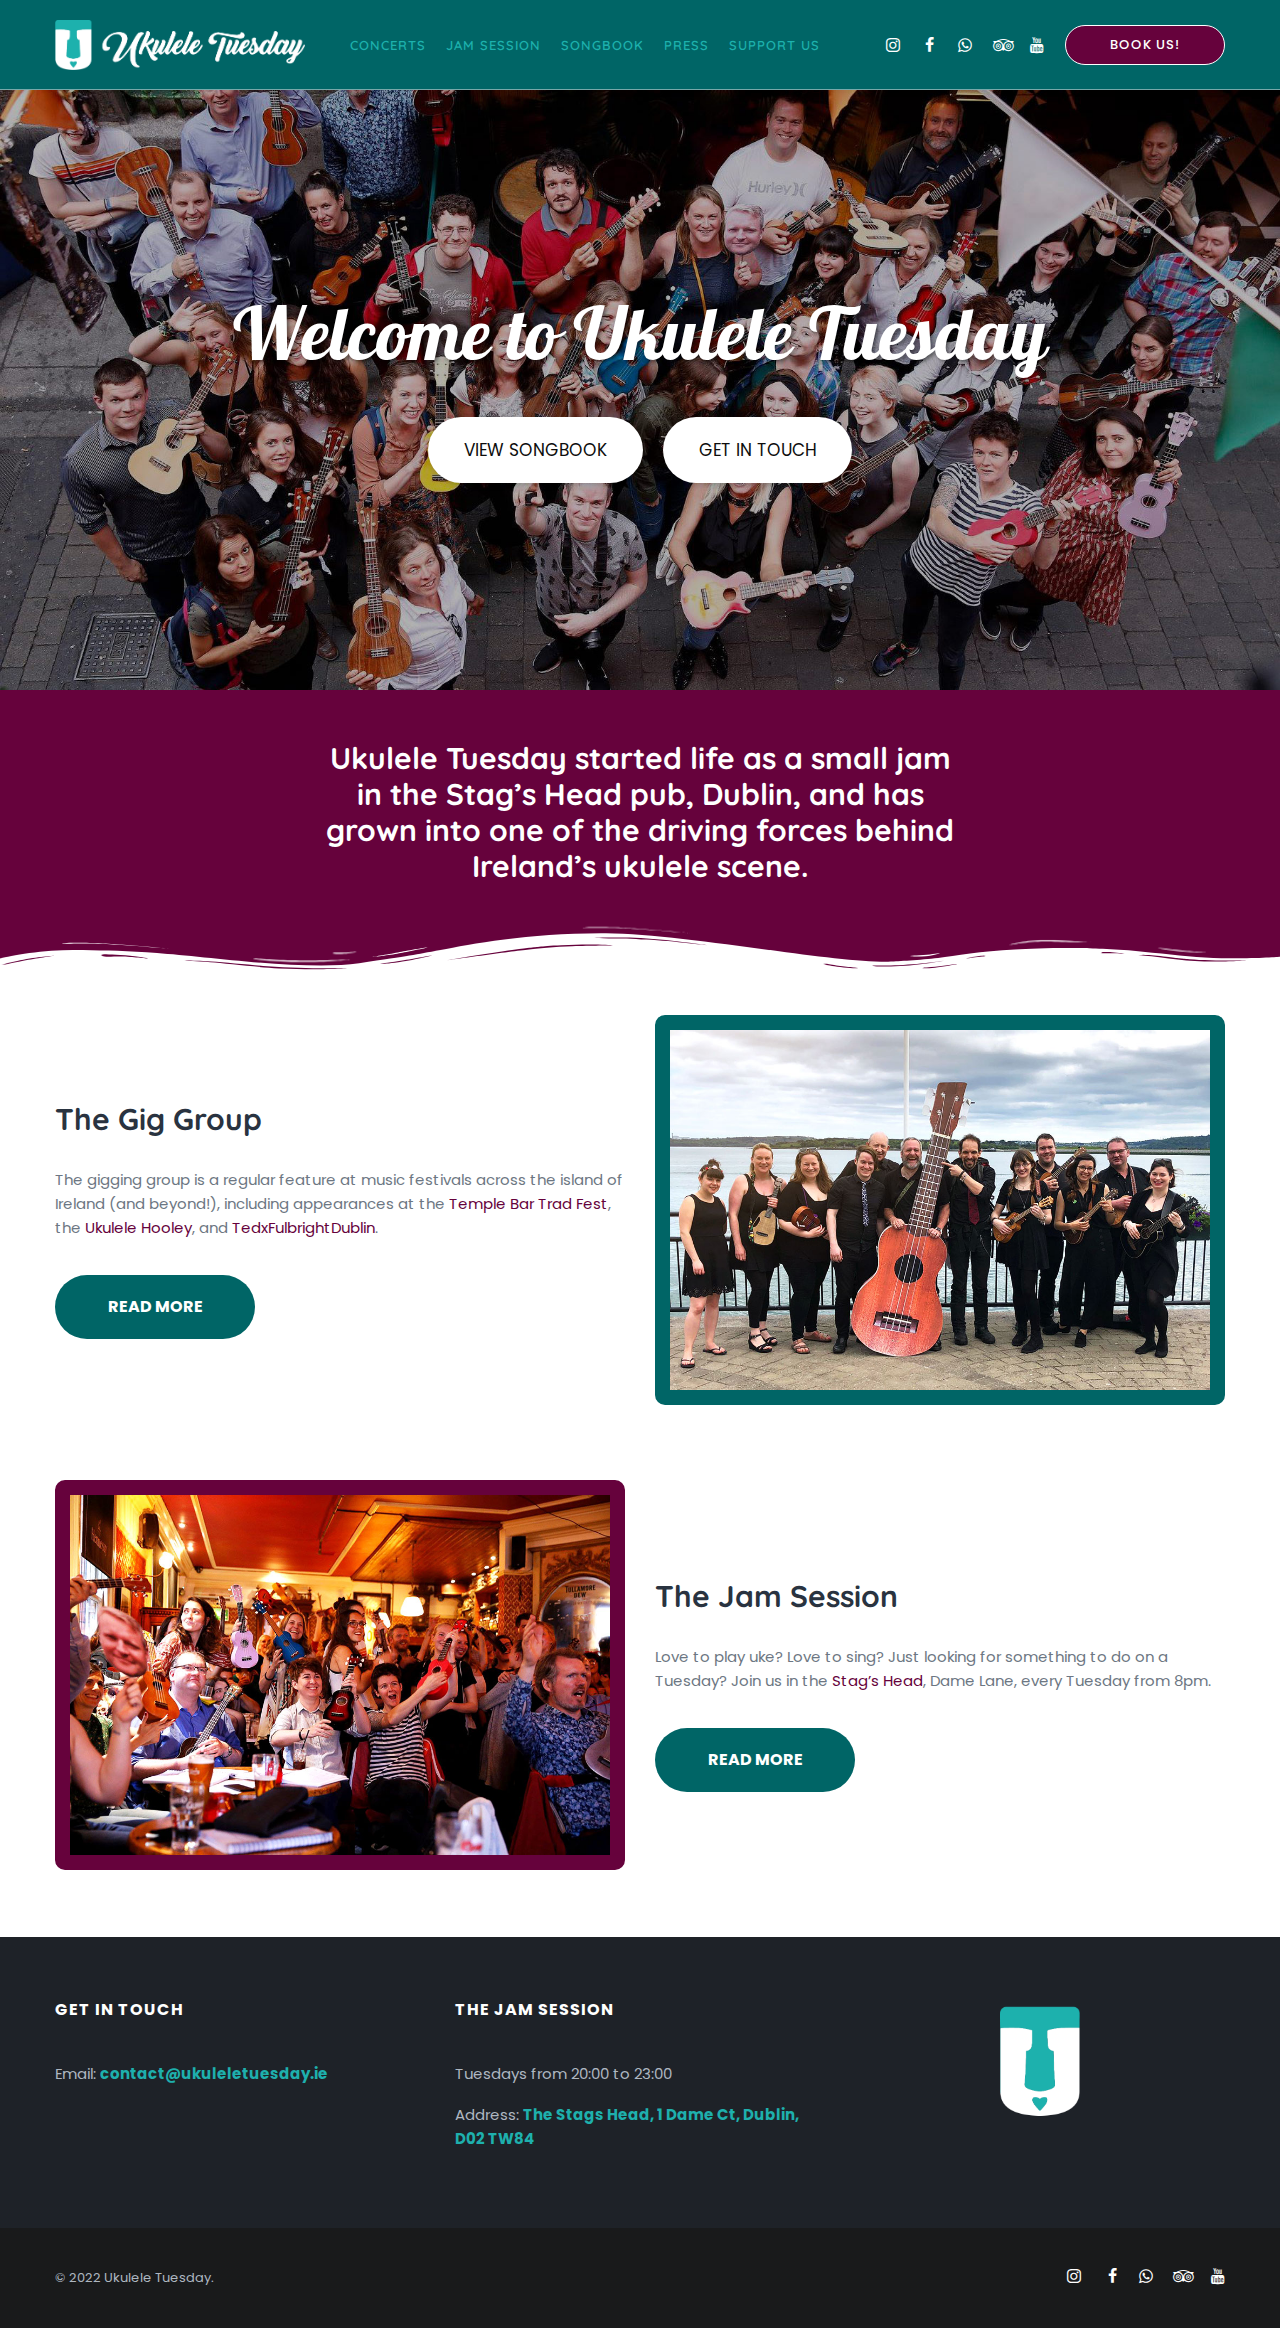 Ukulele Tuesday
CONCERTS JAM SESSION SONGBOOK PRESS SUPPORT US
You
Tube
BOOK US!
Hurley
Welcome to Ukulele Tuesday
VIEW SONGBOOK GET IN TOUCH
Ukulele Tuesday started life as a small jam
in the Stag’s Head pub, Dublin, and has
grown into one of the driving forces behind
Ireland’s ukulele scene.
The Gig Group
The gigging group is a regular feature at music festivals across the island of
Ireland (and beyond!), including appearances at the Temple Bar Trad Fest,
the Ukulele Hooley, and TedxFulbrightDublin.
READ MORE
TULLAMORE
DEW
The Jam Session
Love to play uke? Love to sing? Just looking for something to do on a
Tuesday? Join us in the Stag’s Head, Dame Lane, every Tuesday from 8pm.
READ MORE
GET IN TOUCH
Email: contact@ukuleletuesday.ie
THE JAM SESSION
Tuesdays from 20:00 to 23:00
Address: The Stags Head, 1 Dame Ct, Dublin,
D02 TW84
© 2022 Ukulele Tuesday.
You
Tube